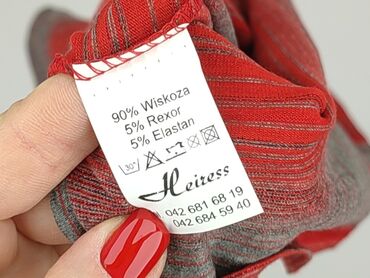 90% Wiskoza
5% Rexor
5% Elastan
30°
Heiress
042 681 68 19
042 684 59 40